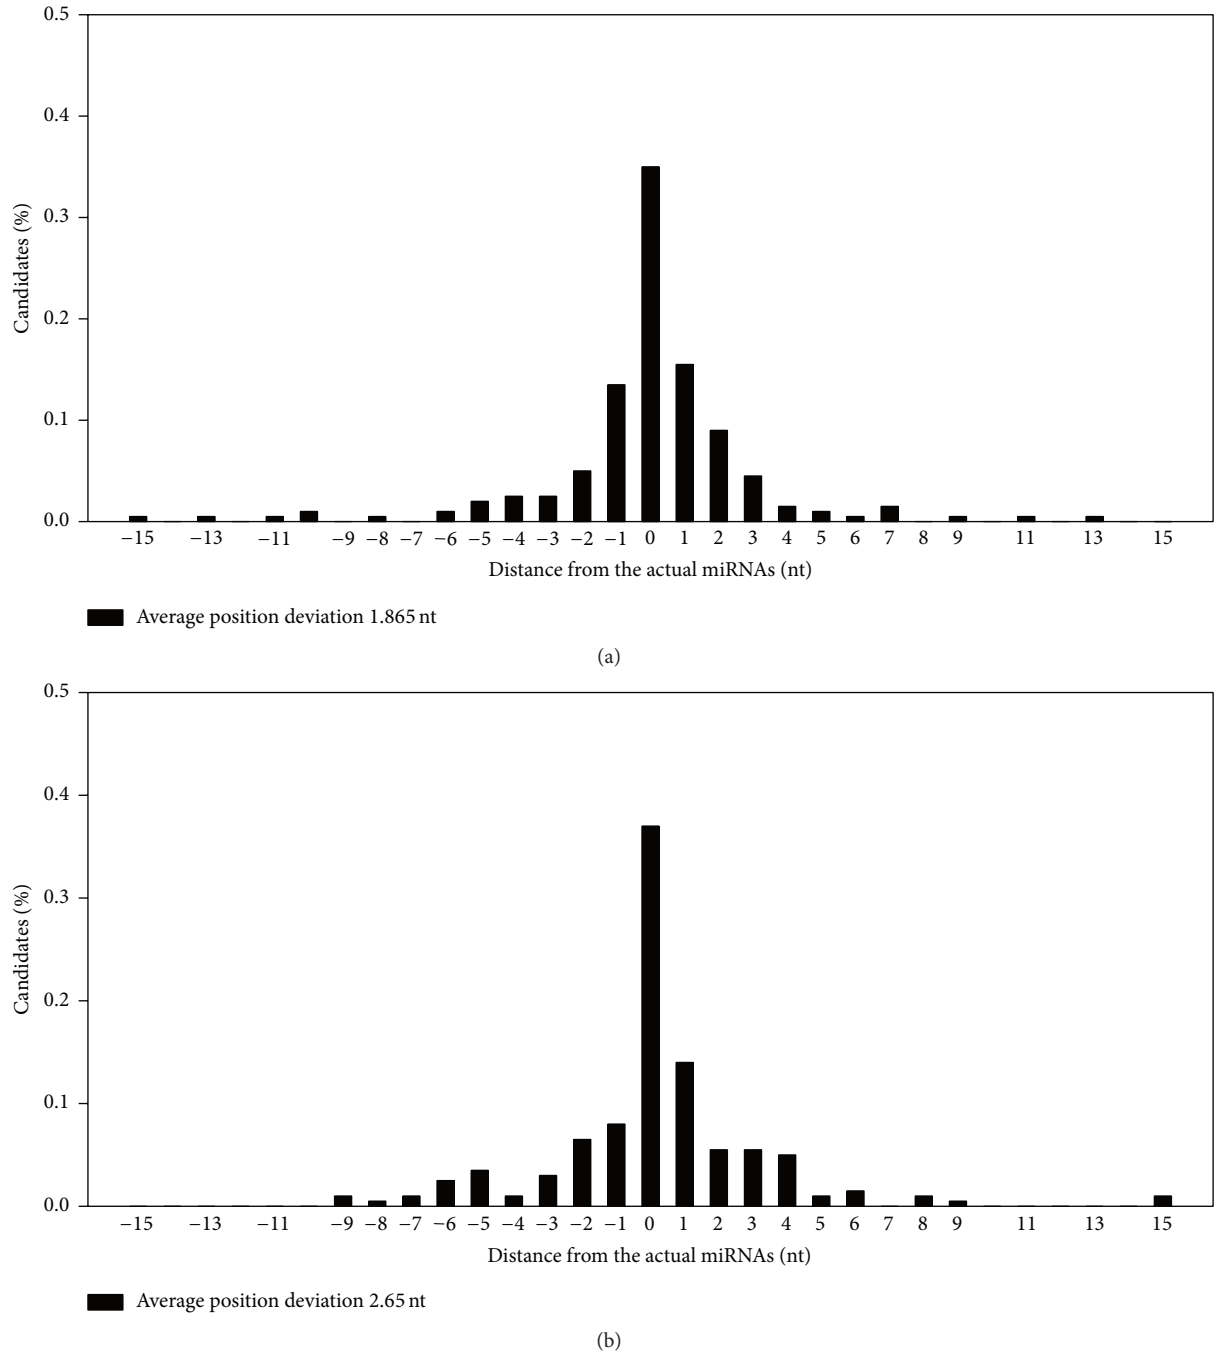 0.5
0.4
0.3
0.2
0.1
0.0
Candidates (%)
−15 −13 −11 −9 −8 −7 −6 −5 −4 −3 −2 −1 0 1 2 3 4 5 6 7 8 9 11 13 15
Distance from the actual miRNAs (nt)
Average position deviation 1.865 nt
(a)
0.5
0.4
0.3
0.2
0.1
0.0
Candidates (%)
−15 −13 −11 −9 −8 −7 −6 −5 −4 −3 −2 −1 0 1 2 3 4 5 6 7 8 9 11 13 15
Distance from the actual miRNAs (nt)
Average position deviation 2.65 nt
(b)